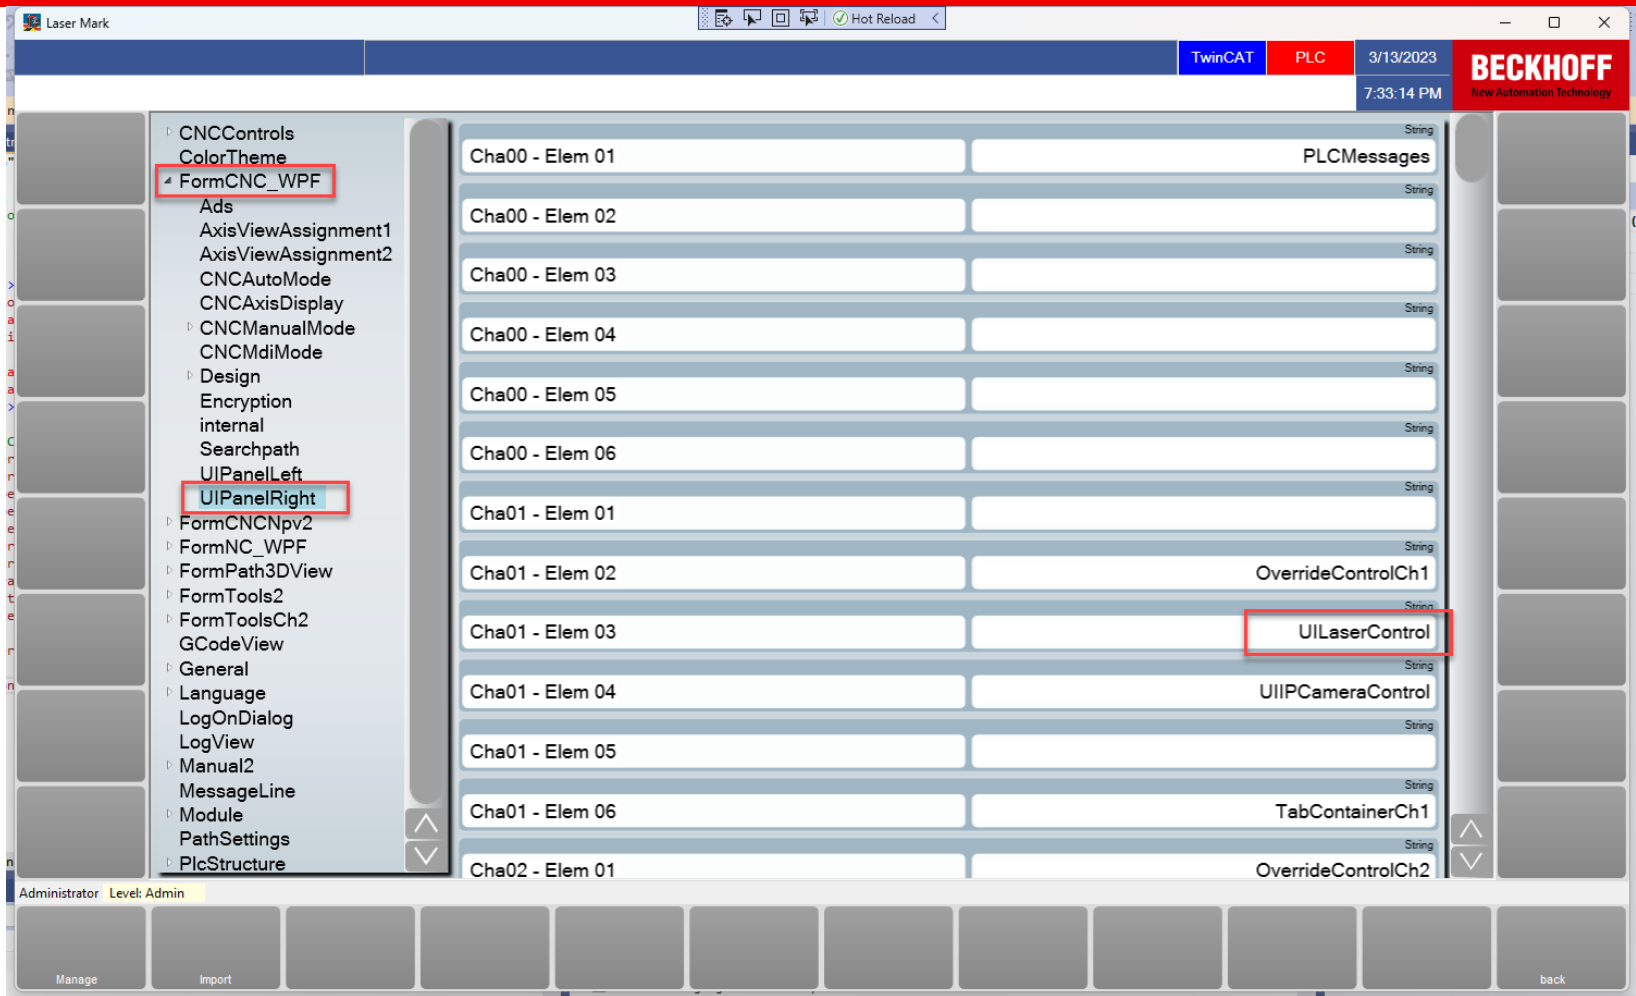 Laser Mark
Hot Reload
TwinCAT PLC 3/13/2023
7:33:14 PM
BECKHOFF
New Automation Technology
CNCControls
ColorTheme
FormCNC_WPF
Ads
AxisViewAssignment1
AxisViewAssignment2
CNCAutoMode
CNCAxisDisplay
CNCManualMode
CNCMdiMode
Design
Encryption
internal
Searchpath
UIPanelLeft
UIPanelRight
FormCNCNpv2
FormNC_WPF
FormPath3DView
FormTools2
FormToolsCh2
GCodeView
General
Language
LogOnDialog
LogView
Manual2
MessageLine
Module
PathSettings
PlcStructure
String
Cha00 - Elem 01 PLCMessages
String
Cha00 - Elem 02
String
Cha00 - Elem 03
String
Cha00 - Elem 04
String
Cha00 - Elem 05
String
Cha00 - Elem 06
String
Cha01 - Elem 01
String
Cha01 - Elem 02 OverrideControlCh1
String
Cha01 - Elem 03 UILaserControl
String
Cha01 - Elem 04 UIIPCameraControl
String
Cha01 - Elem 05
String
Cha01 - Elem 06 TabContainerCh1
String
Cha02 - Elem 01 OverrideControlCh2
Administrator Level: Admin
Manage Import back